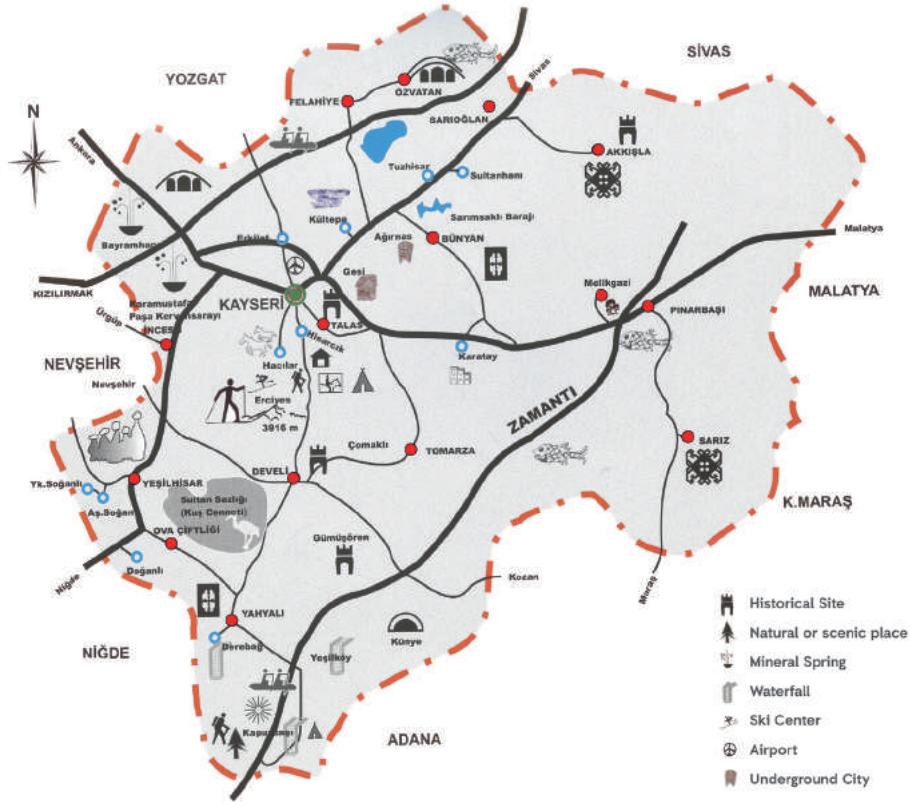 SİVAS
YOZGAT
ÖZVATAN
FELAHİYE
Sivas
SARIOĞLAN
N
Ankara
AKKIŞLA
Tuzhisar
Sultanhanı
Kültepe
Sarımsaklı Barajı
Erkilet
Ağırnas
BÜNYAN
Bayramhacı
Malatya
Gesi
Melikgazi
KIZILIRMAK
KAYSERİ
MALATYA
Karamustafa
Paşa Kervansarayı
PINARBAŞI
Ürgüp
İNCESU
TALAS
Hisarcık
Karatay
NEVŞEHİR
Hacılar
Nevşehir
Erciyes
3916 m
ZAMANTI
SARIZ
Çomaklı
TOMARZA
DEVELİ
Yk.Soğanlı
YEŞİLHİSAR
Sultan Sazlığı
(Kuş Cenneti)
K.MARAŞ
OVA ÇİFTLİĞİ
Gümüşören
Doğanlı
Niğde
Kozan
Maraş
YAHYALI
Künye
NİĞDE
Derebağ
Yeşilköy
ADANA
Historical Site
Natural or scenic place
Mineral Spring
Waterfall
Ski Center
Airport
Underground City